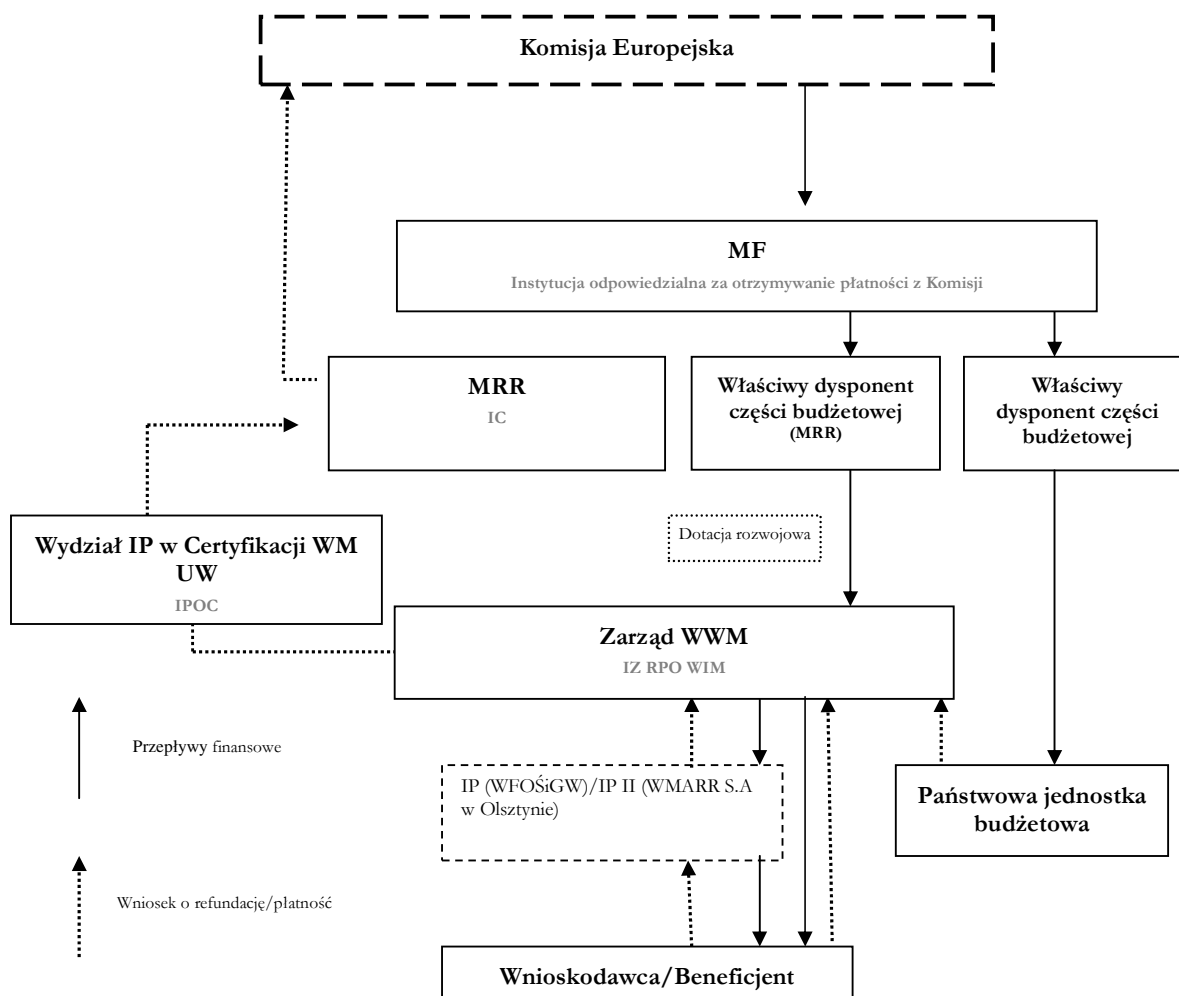 Komisja Europejska
MF
Instytucja odpowiedzialna za otrzymywanie płatności z Komisji
MRR
IC
Właściwy dysponent
części budżetowej
(MRR)
Właściwy
dysponent części
budżetowej
Wydział IP w Certyfikacji WM
UW
IPOC
Dotacja rozwojowa
Zarząd WWM
IZ RPO WIM
Przepływy finansowe
IP (WFOŚiGW)/IP II (WMARR S.A
w Olsztynie)
Państwowa jednostka
budżetowa
Wniosek o refundację/płatność
Wnioskodawca/Beneficjent